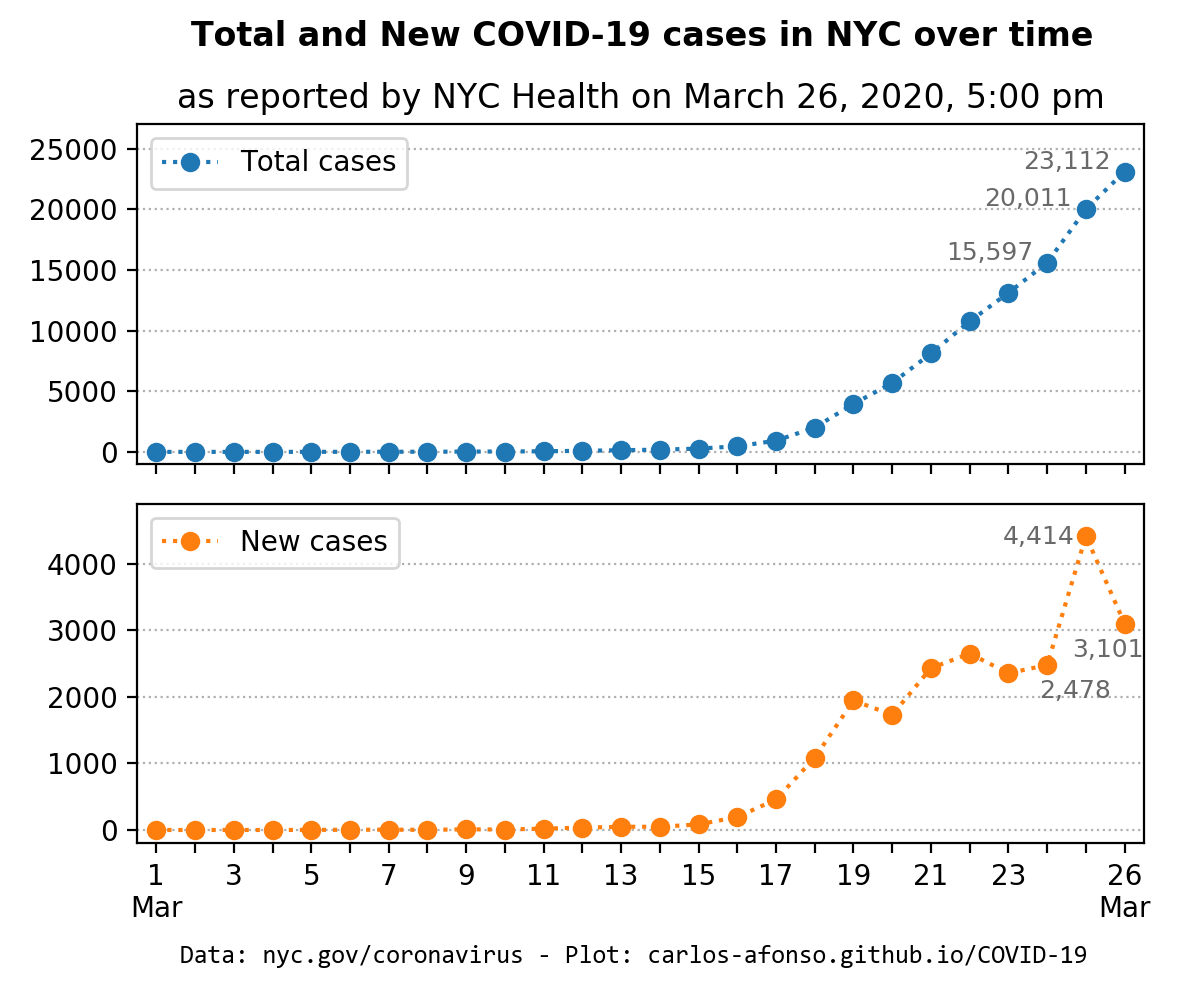 Total and New COVID-19 cases in NYC over time
as reported by NYC Health on March 26, 2020, 5:00 pm
25000
20000
15000
10000
5000
0
Total cases
23,112
20,011
15,597
4000
3000
2000
1000
0
New cases
4,414
3,101
2,478
1 3 5 7 9 11 13 15 17 19 21 23 26
Mar Mar
Data: nyc.gov/coronavirus - Plot: carlos-afonso.github.io/COVID-19